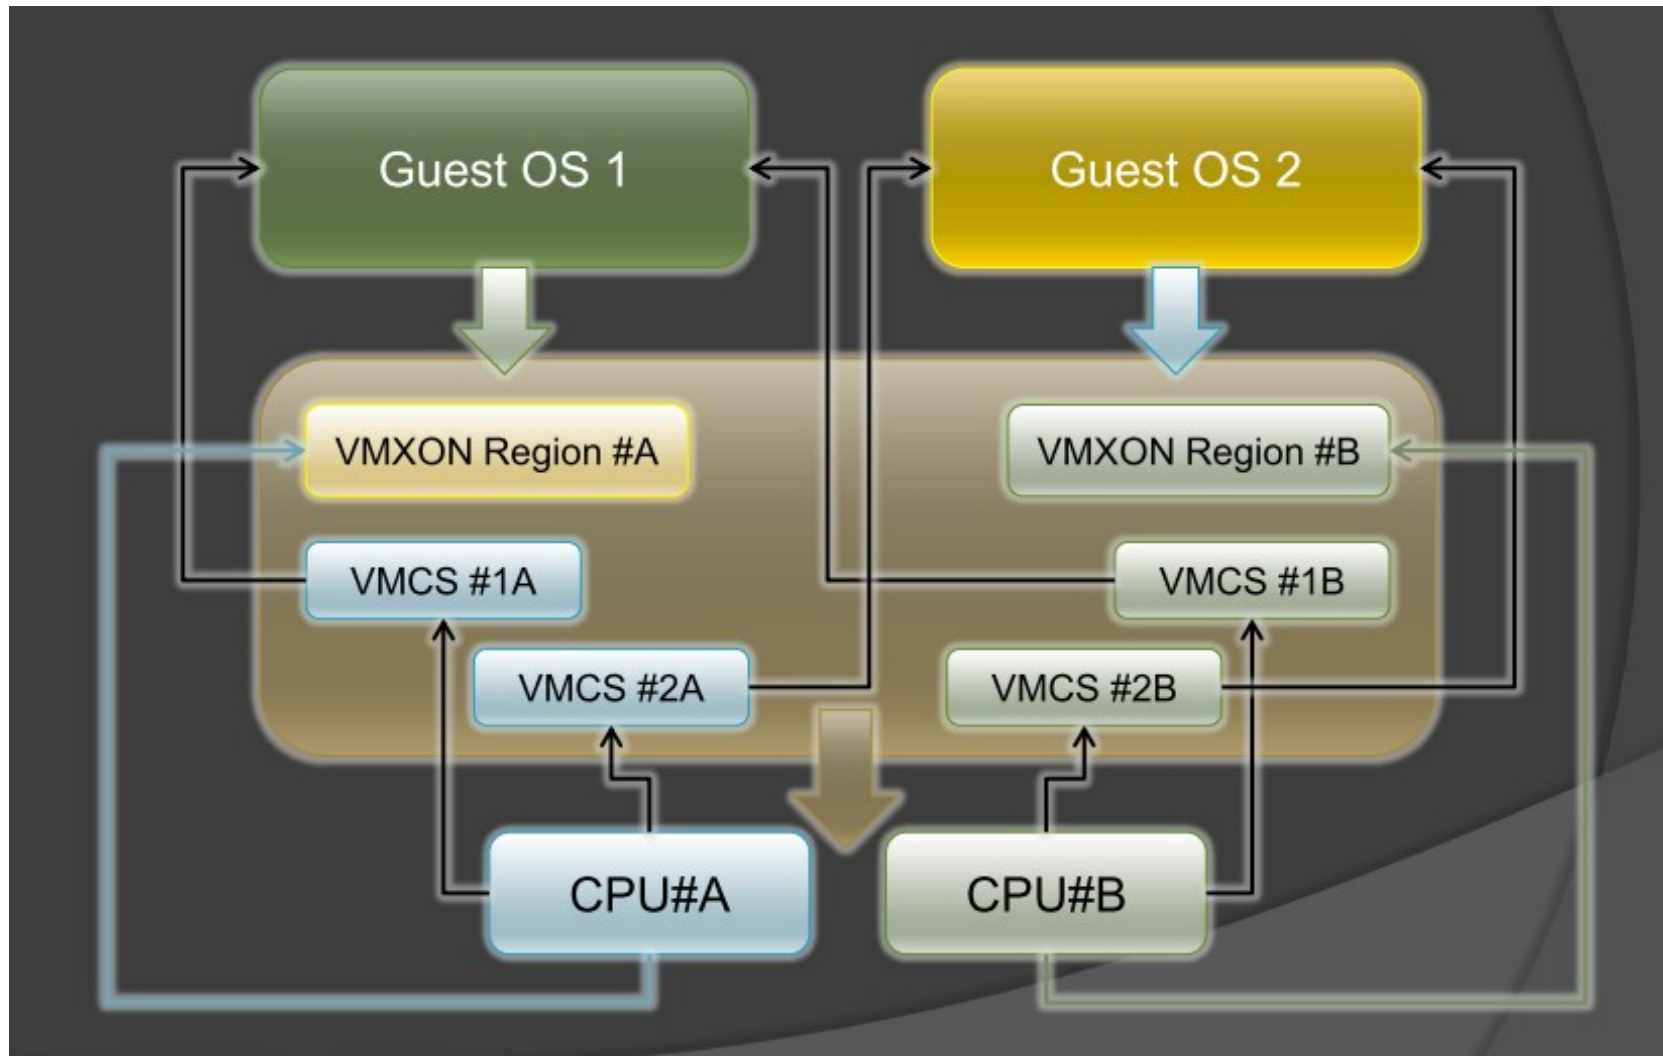 Guest OS 1
Guest OS 2
VMXON Region #A
VMXON Region #B
VMCS #1A
VMCS #1B
VMCS #2A
VMCS #2B
CPU#A
CPU#B